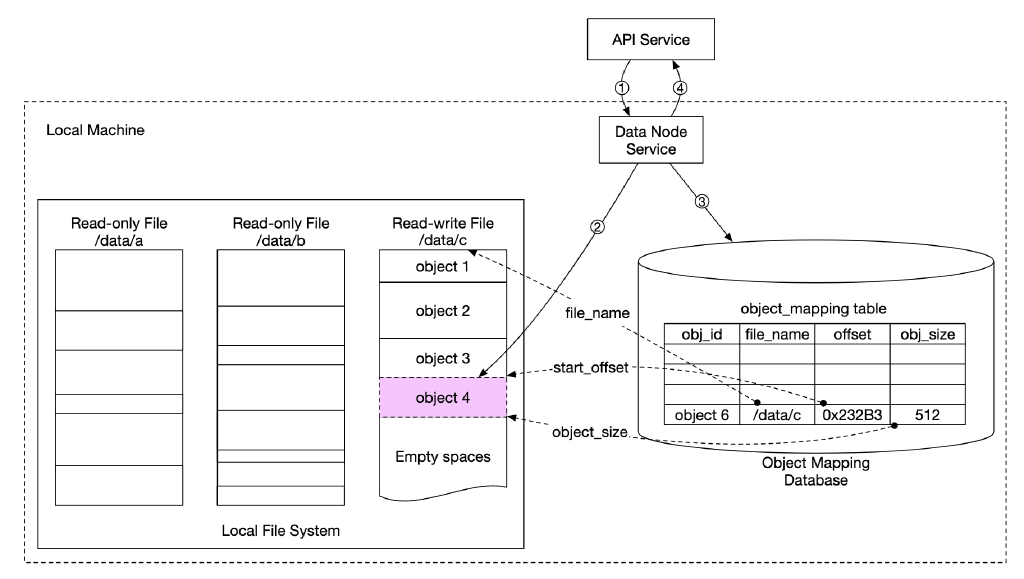 API Service
①
④
Local Machine
Data Node
Service
②
③
Read-only File
/data/a
Read-only File
/data/b
Read-write File
/data/c
object 1
object 2
object 3
object 4
Empty spaces
Local File System
file_name
start_offset
object_size
object_mapping table
obj_id file_name offset obj_size
object 6 /data/c 0x232B3 512
Object Mapping
Database